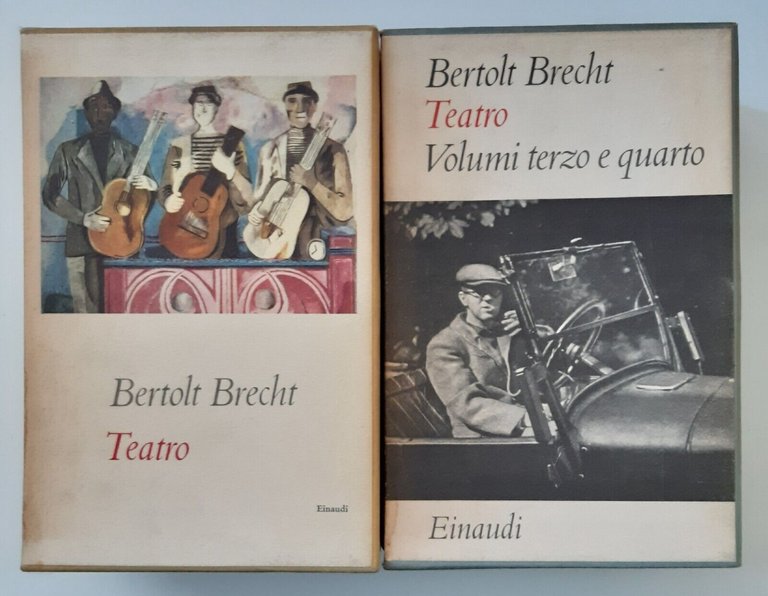 Bertolt Brecht
Teatro
Einaudi
Bertolt Brecht
Teatro
Volumi terzo e quarto
Einaudi